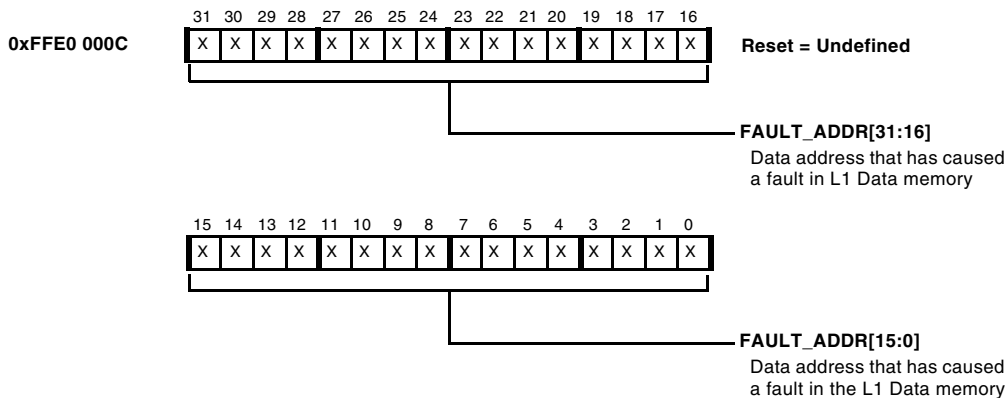 31 30 29 28 27 26 25 24 23 22 21 20 19 18 17 16
0xFFE0 000C X X X X X X X X X X X X X X X X Reset = Undefined
FAULT_ADDR[31:16]
Data address that has caused
a fault in L1 Data memory
15 14 13 12 11 10 9 8 7 6 5 4 3 2 1 0
X X X X X X X X X X X X X X X X
FAULT_ADDR[15:0]
Data address that has caused
a fault in the L1 Data memory